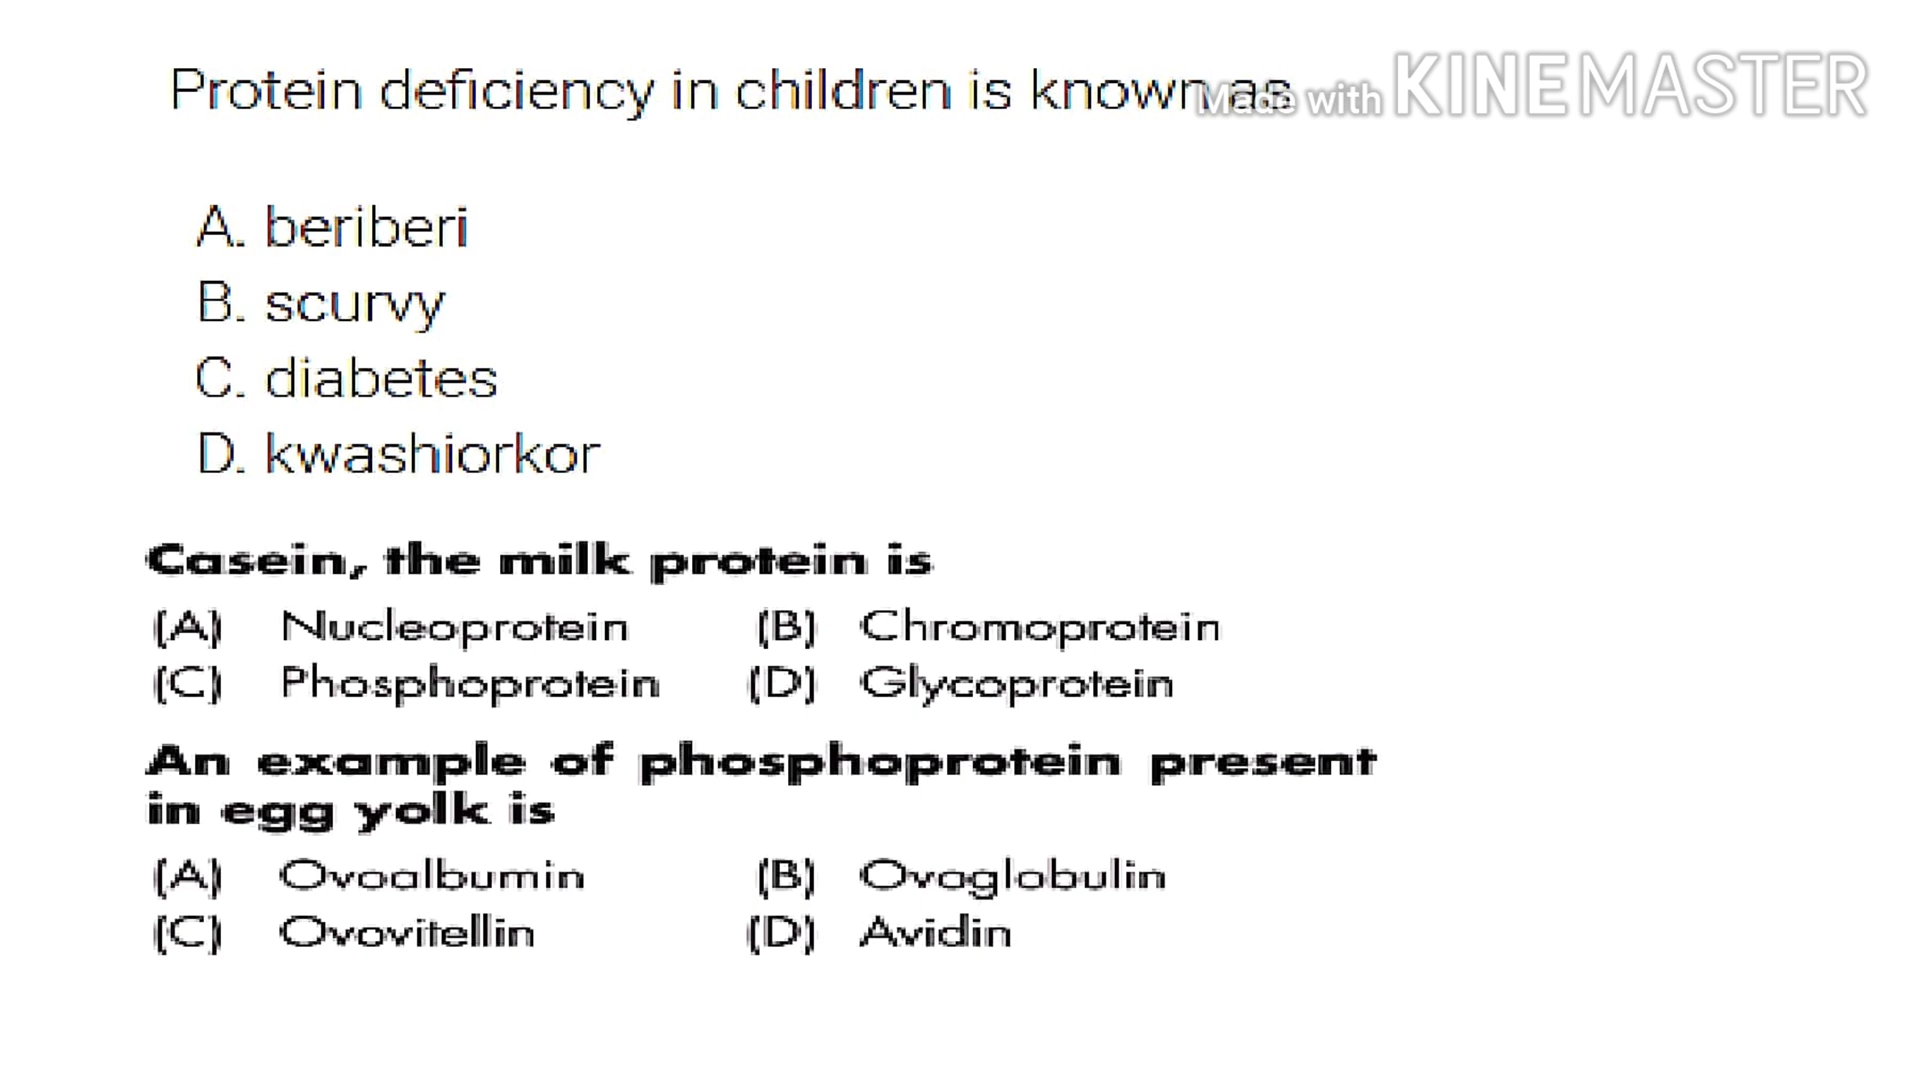 Protein deficiency in children is known as
Made with KINEMASTER
A. beriberi
B. scurvy
C. diabetes
D. kwashiorkor
Casein, the milk protein is
(A) Nucleoprotein (B) Chromoprotein
(C) Phosphoprotein (D) Glycoprotein
An example of phosphoprotein present
in egg yolk is
(A) Ovoalbumin (B) Ovoglobulin
(C) Ovovitellin (D) Avidin